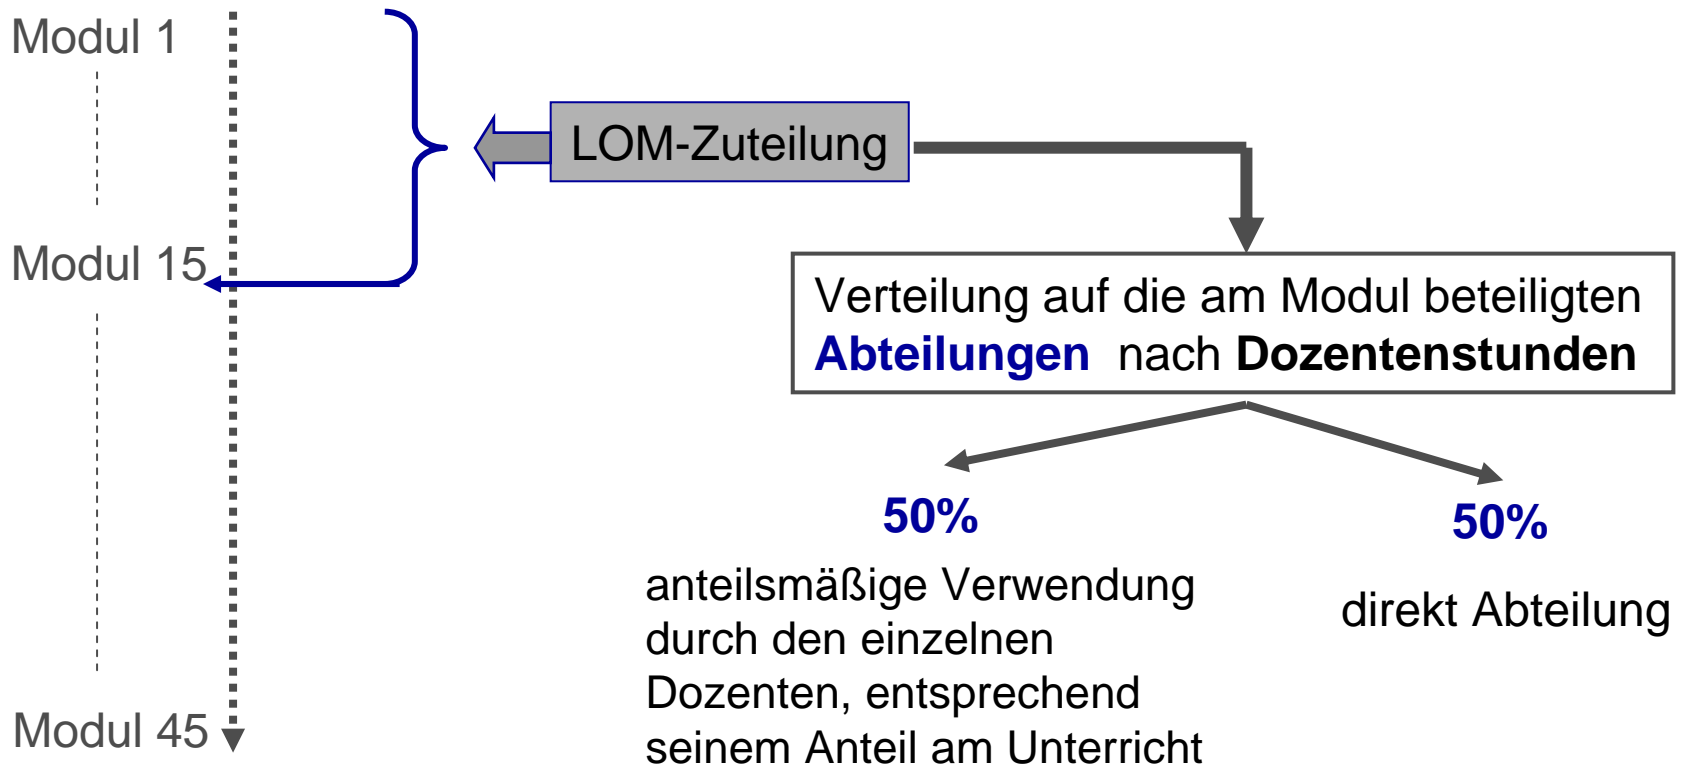 Modul 1
LOM-Zuteilung
Modul 15
Verteilung auf die am Modul beteiligten
Abteilungen nach Dozentenstunden
50%
anteilsmäßige Verwendung
durch den einzelnen
Dozenten, entsprechend
seinem Anteil am Unterricht
50%
direkt Abteilung
Modul 45